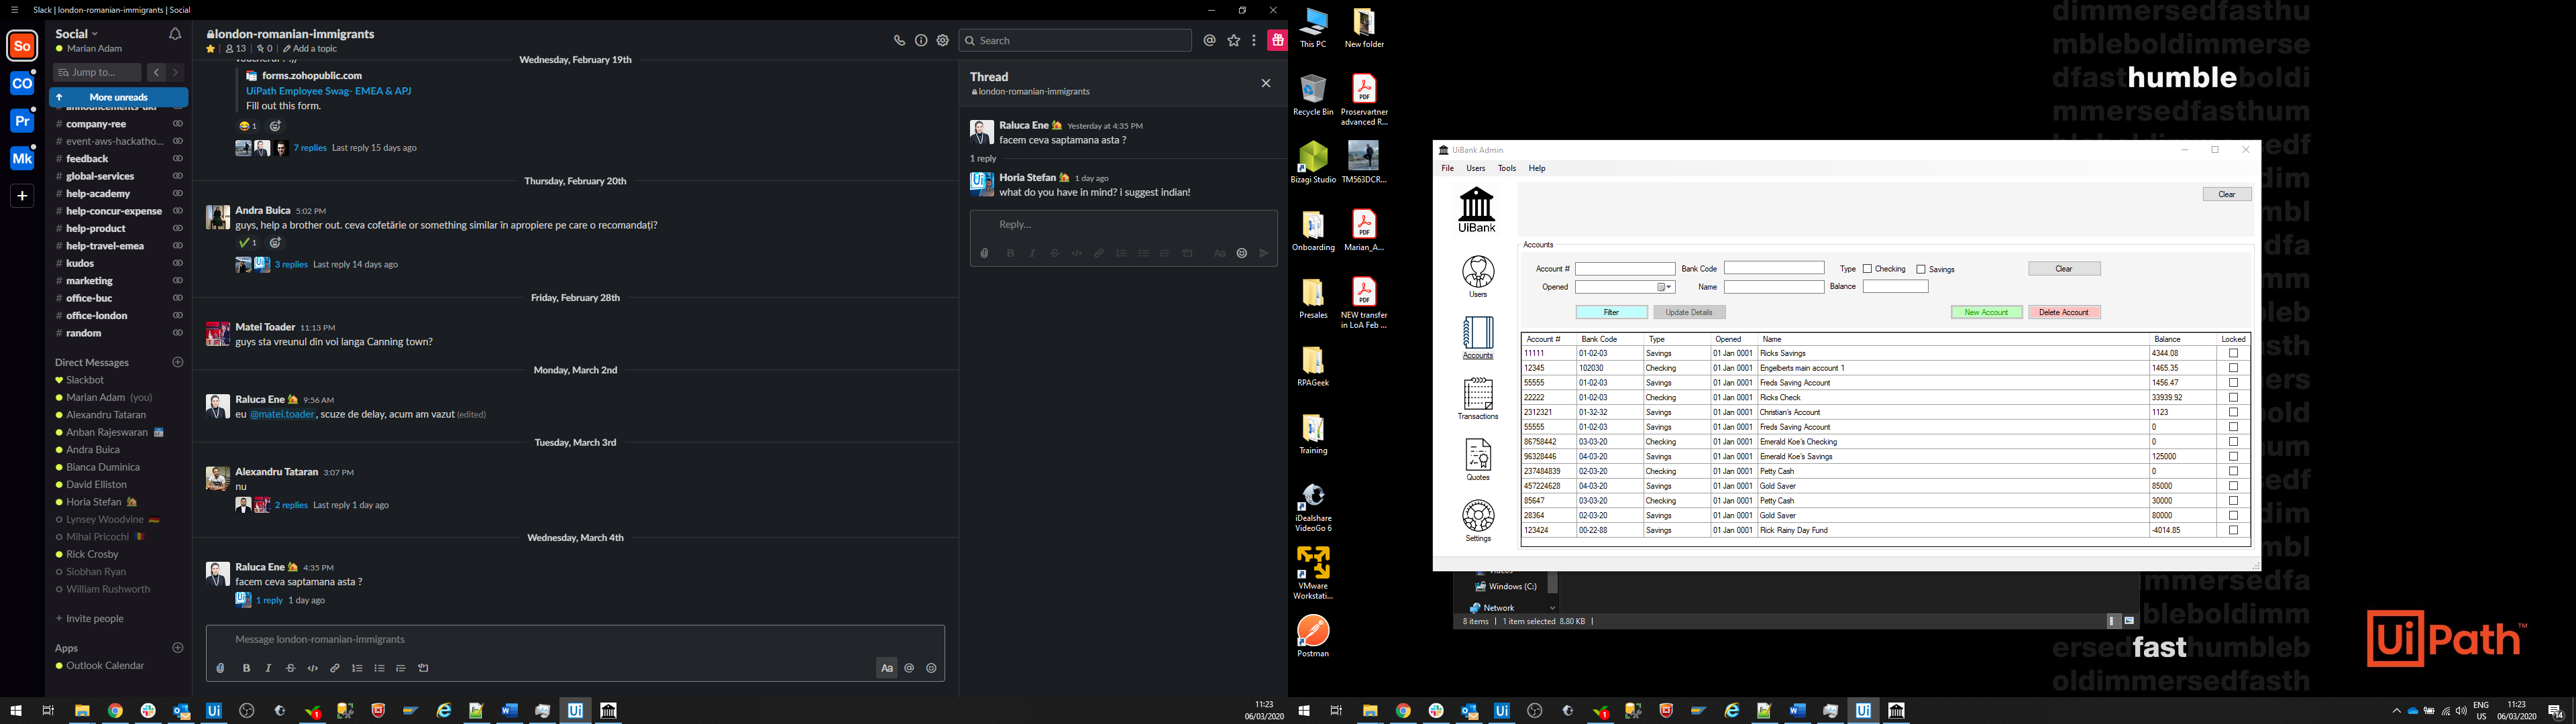 Slack | london-romanian-immigrants | Social
So
CO
Pr
Mk
Social
Marian Adam
Jump to...
More unreads
company-ree
event-aws-hackatho...
feedback
global-services
help-academy
help-concur-expense
help-product
help-travel-emea
kudos
marketing
office-buc
office-london
random
Direct Messages
Slackbot
Marian Adam (you)
Alexandru Tataran
Anban Rajeswaran
Andra Buica
Bianca Duminica
David Elliston
Horia Stefan
Lynsey Woodvine
Mihai Pricochi
Rick Crosby
Siobhan Ryan
William Rushworth
+ Invite people
Apps
Outlook Calendar
london-romanian-immigrants
13 | 0 | Add a topic
Search
Wednesday, February 19th
forms.zohopublic.com
UiPath Employee Swag- EMEA & APJ
Fill out this form.
1
7 replies Last reply 15 days ago
Thursday, February 20th
Andra Buica 5:02 PM
guys, help a brother out. ceva cofetărie or something similar în apropiere pe care o recomandați?
1
3 replies Last reply 14 days ago
Friday, February 28th
Matei Toader 11:13 PM
guys sta vreunul din voi langa Canning town?
Monday, March 2nd
Raluca Ene 9:56 AM
eu @matei.toader, scuze de delay, acum am vazut (edited)
Tuesday, March 3rd
Alexandru Tataran 3:07 PM
nu
2 replies Last reply 1 day ago
Wednesday, March 4th
Raluca Ene 4:35 PM
facem ceva saptamana asta ?
1 reply 1 day ago
Message london-romanian-immigrants
Thread
london-romanian-immigrants
Raluca Ene Yesterday at 4:35 PM
facem ceva saptamana asta ?
1 reply
Horia Stefan 1 day ago
what do you have in mind? i suggest indian!
Reply...
11:23
06/03/2020
This PC
New folder
Recycle Bin
Proservartner
advanced R...
Bizagi Studio
TM563DCR...
Onboarding
Marian_A...
Presales
NEW transfer
in LoA Feb ...
RPAGeek
Training
iDealshare
VideoGo 6
VMware
Workstati...
Postman
dimmersedfasthu
mbleboldimmerse
dfasthumbleboldi
mmersedfasthum
UiBank Admin
File Users Tools Help
UiBank
Users
Accounts
Transactions
Quotes
Settings
Clear
Accounts
Account # Bank Code Type Checking Savings Clear
Opened Name Balance
Filter Update Details New Account Delete Account
Account # Bank Code Type Opened Name Balance Locked
11111 01-02-03 Savings 01 Jan 0001 Ricks Savings 4344.08
12345 102030 Checking 01 Jan 0001 Engelberts main account 1 1465.35
55555 01-02-03 Savings 01 Jan 0001 Freds Saving Account 1456.47
22222 01-02-03 Checking 01 Jan 0001 Ricks Check 33939.92
2312321 01-32-32 Savings 01 Jan 0001 Christian's Account 1123
55555 01-02-03 Savings 01 Jan 0001 Freds Saving Account 0
86758442 03-03-20 Checking 01 Jan 0001 Emerald Koe's Checking 0
96328446 04-03-20 Savings 01 Jan 0001 Emerald Koe's Savings 125000
237484839 02-03-20 Checking 01 Jan 0001 Petty Cash 0
457224628 04-03-20 Savings 01 Jan 0001 Gold Saver 85000
85647 03-03-20 Checking 01 Jan 0001 Petty Cash 30000
28364 02-03-20 Savings 01 Jan 0001 Gold Saver 80000
123424 00-22-88 Savings 01 Jan 0001 Rick Rainy Day Fund -4014.85
Windows (C:)
Network
8 items 1 item selected 8.80 KB
mmersedfa
bleboldimm
ersedfasthumbleb
oldimmersedfasth
UiPath™
ENG
US
11:23
06/03/2020